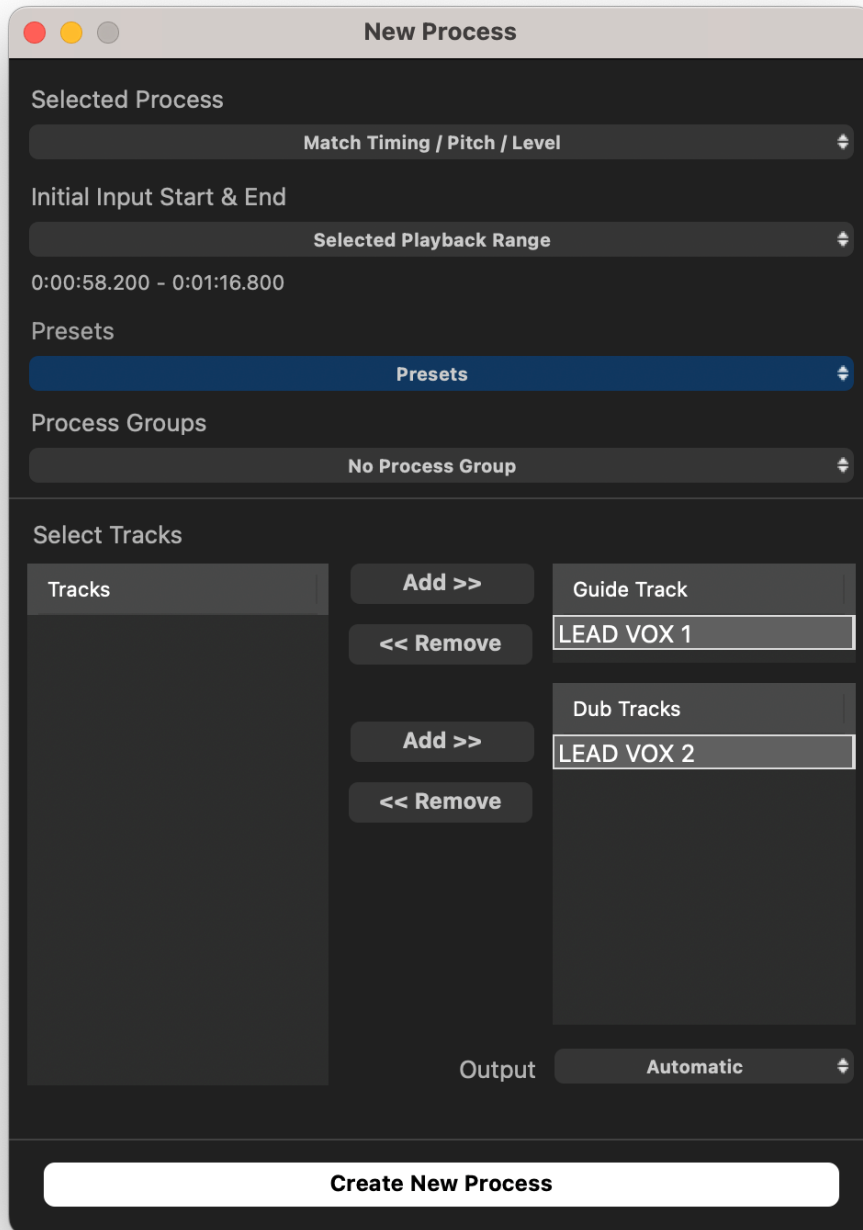 New Process
Selected Process
Match Timing / Pitch / Level
Initial Input Start & End
Selected Playback Range
0:00:58.200 - 0:01:16.800
Presets
Presets
Process Groups
No Process Group
Select Tracks
Tracks
Add >>
<< Remove
Guide Track
LEAD VOX 1
Add >>
<< Remove
Dub Tracks
LEAD VOX 2
Output
Automatic
Create New Process